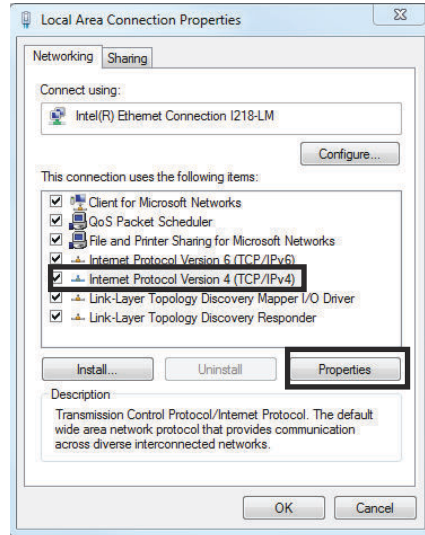 Local Area Connection Properties
Networking
Sharing
Connect using:
Intel(R) Ethernet Connection I218-LM
Configure...
This connection uses the following items:
Client for Microsoft Networks
QoS Packet Scheduler
File and Printer Sharing for Microsoft Networks
Internet Protocol Version 6 (TCP/IPv6)
Internet Protocol Version 4 (TCP/IPv4)
Link-Layer Topology Discovery Mapper I/O Driver
Link-Layer Topology Discovery Responder
Install...
Uninstall
Properties
Description
Transmission Control Protocol/Internet Protocol. The default
wide area network protocol that provides communication
across diverse interconnected networks.
OK
Cancel